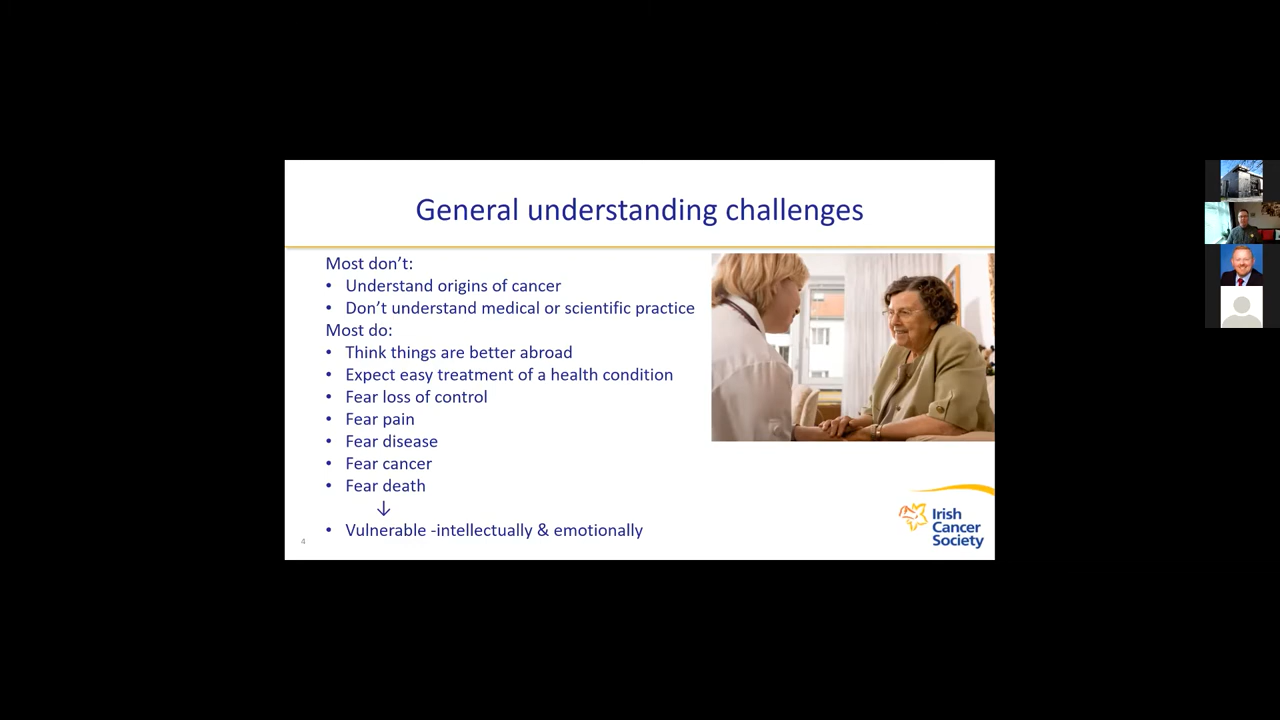 General understanding challenges
Most don't:
• Understand origins of cancer
• Don't understand medical or scientific practice
Most do:
• Think things are better abroad
• Expect easy treatment of a health condition
• Fear loss of control
• Fear pain
• Fear disease
• Fear cancer
• Fear death
↓
• Vulnerable -intellectually & emotionally
4
Irish
Cancer
Society